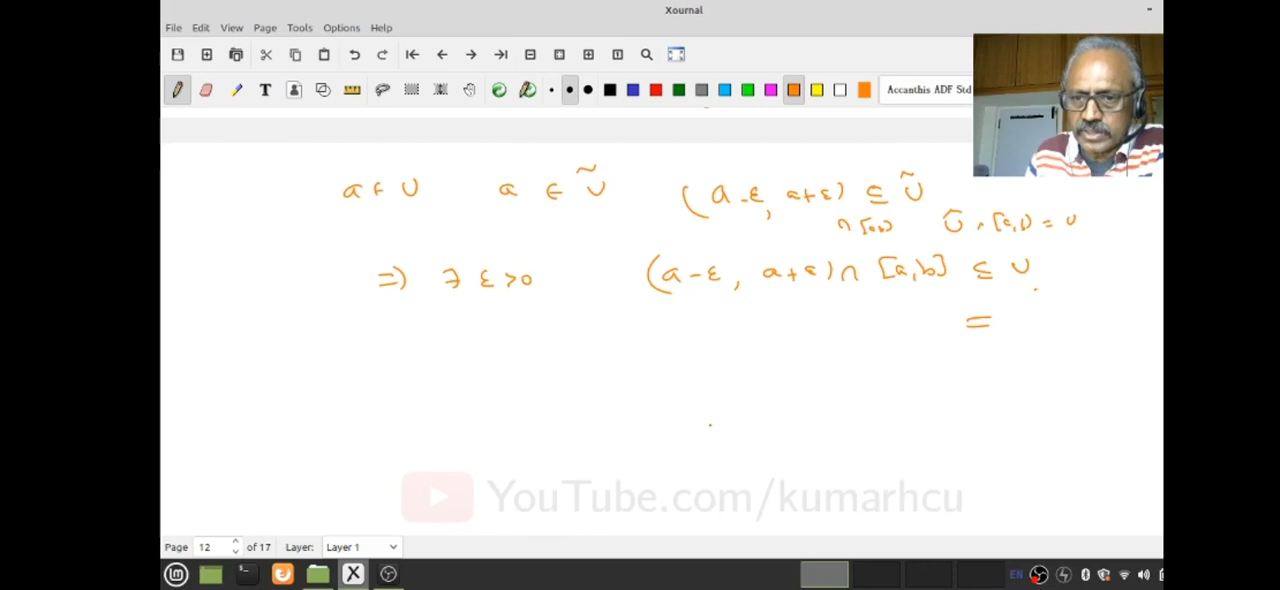 Xournal
File Edit View Page Tools Options Help
Accanthis ADF Std
a ∈ U a ∈ Ũ (a-ε, a+ε) ⊆ Ũ
∩ [a,b] Ũ ∩ [a,b] = U
⇒) ∃ ε>0 (a-ε, a+ε) ∩ [a,b] ⊆ U.
=
YouTube.com/kumarhcu
Page 12 of 17 Layer: Layer 1
EN